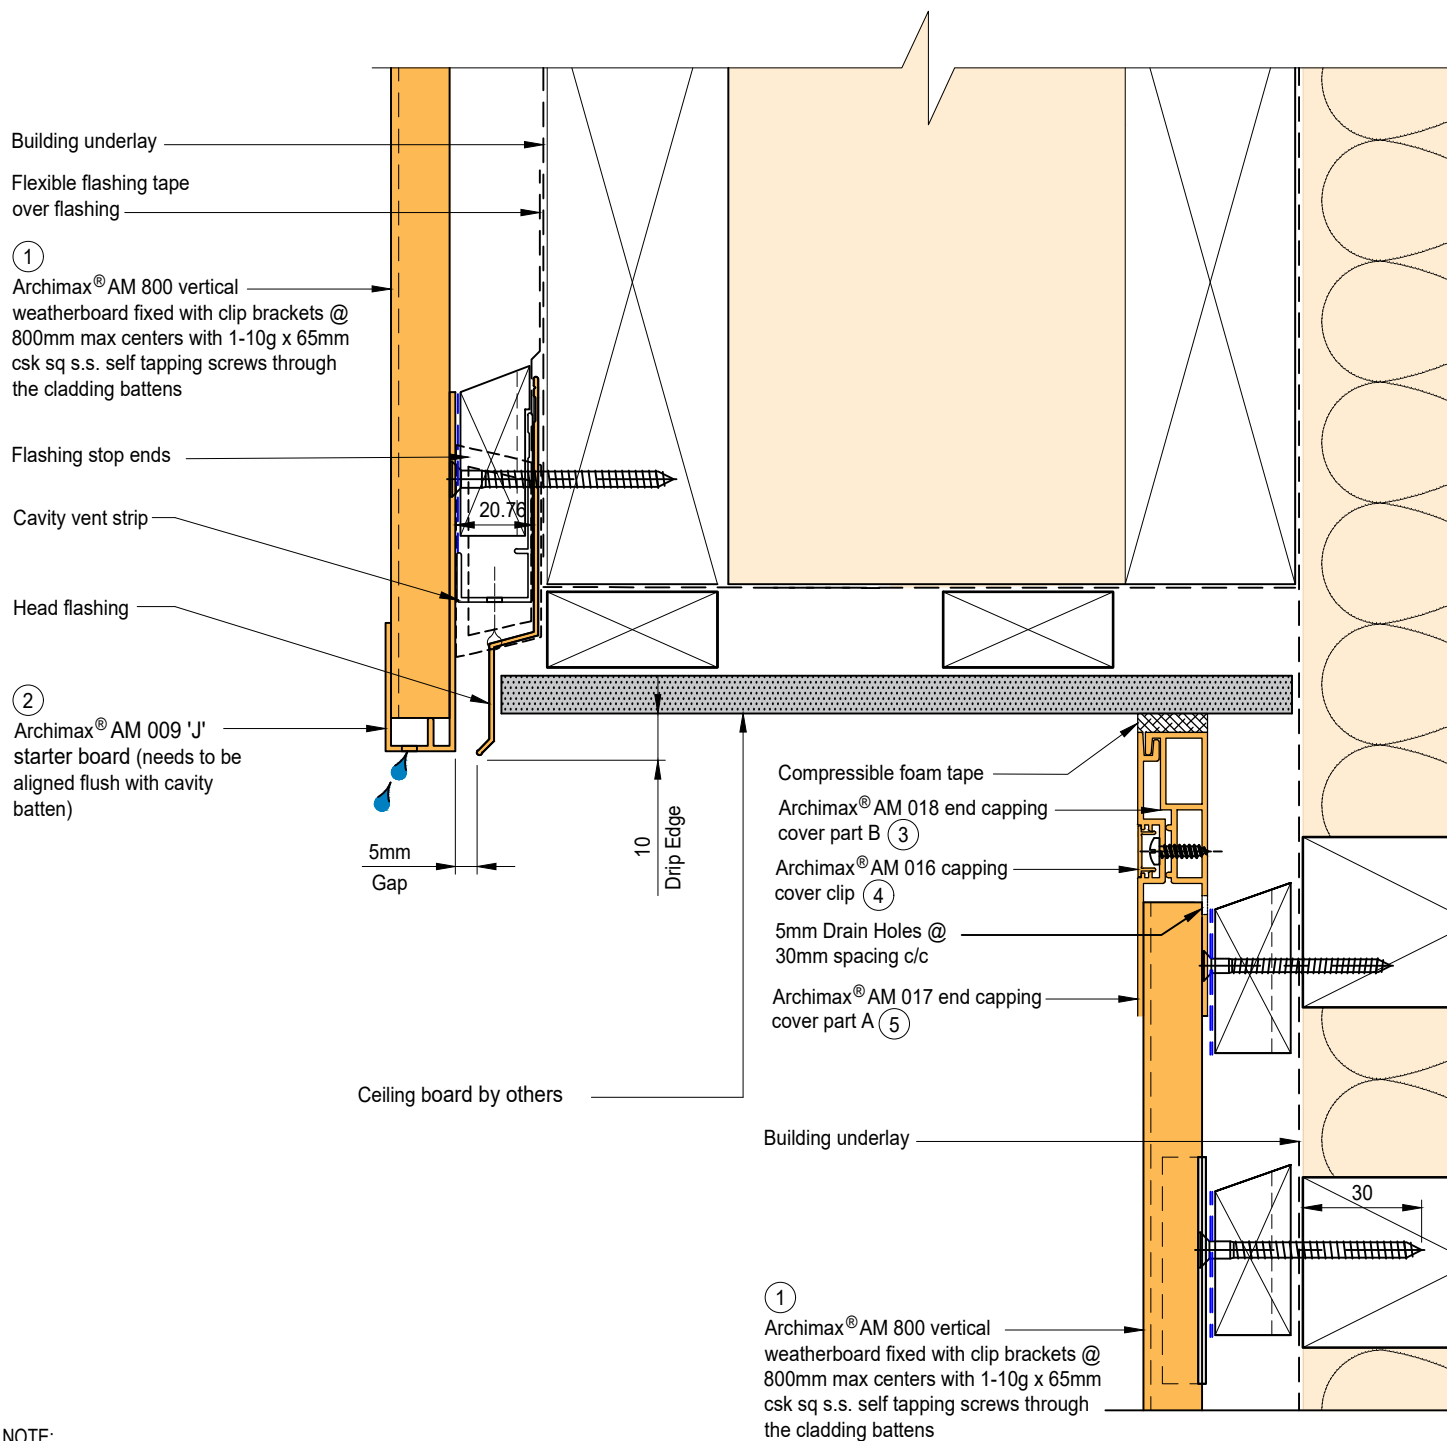 Building underlay
Flexible flashing tape
over flashing
1
Archimax® AM 800 vertical
weatherboard fixed with clip brackets @
800mm max centers with 1-10g x 65mm
csk sq s.s. self tapping screws through
the cladding battens
Flashing stop ends
20.76
Cavity vent strip
Head flashing
2
Archimax® AM 009 'J'
starter board (needs to be
aligned flush with cavity
batten)
5mm
Gap
10
Drip Edge
Compressible foam tape
Archimax® AM 018 end capping
cover part B 3
Archimax® AM 016 capping
cover clip 4
5mm Drain Holes @
30mm spacing c/c
Archimax® AM 017 end capping
cover part A 5
Ceiling board by others
Building underlay
30
1
Archimax® AM 800 vertical
weatherboard fixed with clip brackets @
800mm max centers with 1-10g x 65mm
csk sq s.s. self tapping screws through
the cladding battens
NOTE: